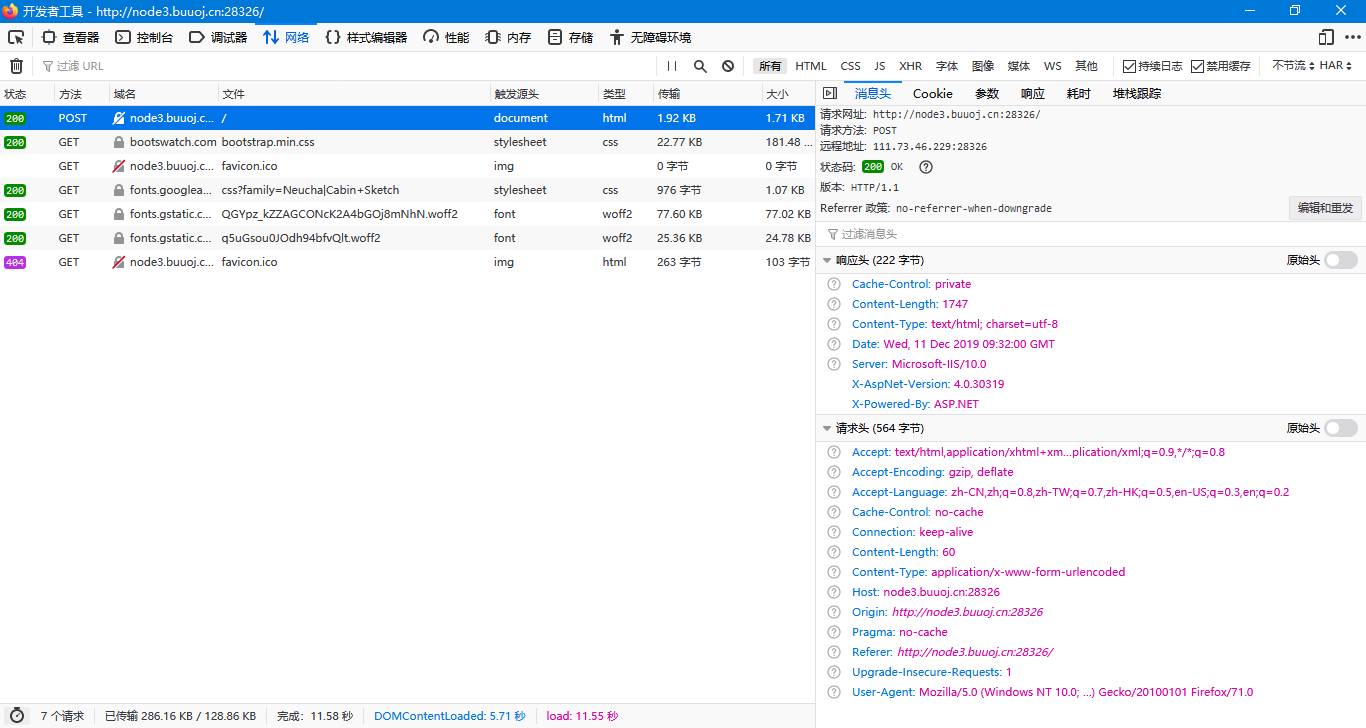 开发者工具 - http://node3.buuoj.cn:28326/
查看器 控制台 调试器 网络 样式编辑器 性能 内存 存储 无障碍环境
过滤 URL 所有 HTML CSS JS XHR 字体 图像 媒体 WS 其他 持续日志 禁用缓存 不节流 HAR
状态 方法 域名 文件 触发源头 类型 传输 大小
200 POST node3.buuoj.c... / document html 1.92 KB 1.71 KB
200 GET bootswatch.com bootstrap.min.css stylesheet css 22.77 KB 181.48 ...
GET node3.buuoj.c... favicon.ico img 0 字节 0 字节
200 GET fonts.googlea... css?family=Neucha|Cabin+Sketch stylesheet css 976 字节 1.07 KB
200 GET fonts.gstatic.c... QGYpz_kZZAGCONcK2A4bGOj8mNhN.woff2 font woff2 77.60 KB 77.02 KB
200 GET fonts.gstatic.c... q5uGsou0JOdh94bfvQlt.woff2 font woff2 25.36 KB 24.78 KB
404 GET node3.buuoj.c... favicon.ico img html 263 字节 103 字节
消息头 Cookie 参数 响应 耗时 堆栈跟踪
请求网址: http://node3.buuoj.cn:28326/
请求方法: POST
远程地址: 111.73.46.229:28326
状态码: 200 OK
版本: HTTP/1.1
Referrer 政策: no-referrer-when-downgrade 编辑和重发
过滤消息头
响应头 (222 字节) 原始头
Cache-Control: private
Content-Length: 1747
Content-Type: text/html; charset=utf-8
Date: Wed, 11 Dec 2019 09:32:00 GMT
Server: Microsoft-IIS/10.0
X-AspNet-Version: 4.0.30319
X-Powered-By: ASP.NET
请求头 (564 字节) 原始头
Accept: text/html,application/xhtml+xm...plication/xml;q=0.9,*/*;q=0.8
Accept-Encoding: gzip, deflate
Accept-Language: zh-CN,zh;q=0.8,zh-TW;q=0.7,zh-HK;q=0.5,en-US;q=0.3,en;q=0.2
Cache-Control: no-cache
Connection: keep-alive
Content-Length: 60
Content-Type: application/x-www-form-urlencoded
Host: node3.buuoj.cn:28326
Origin: http://node3.buuoj.cn:28326
Pragma: no-cache
Referer: http://node3.buuoj.cn:28326/
Upgrade-Insecure-Requests: 1
User-Agent: Mozilla/5.0 (Windows NT 10.0; ...) Gecko/20100101 Firefox/71.0
7 个请求 已传输 286.16 KB / 128.86 KB 完成: 11.58 秒 DOMContentLoaded: 5.71 秒 load: 11.55 秒